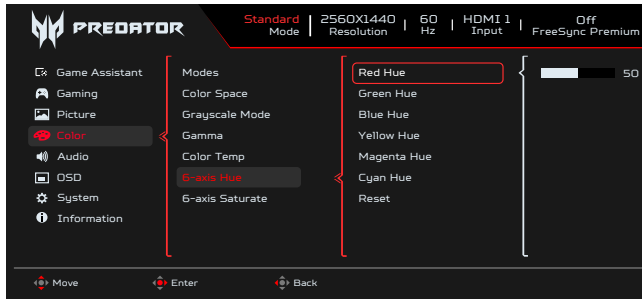 PREDATOR
Standard Mode
2560X1440 Resolution
60 Hz
HDMI 1 Input
Off FreeSync Premium
Game Assistant
Gaming
Picture
Color
Audio
OSD
System
Information
Modes
Color Space
Grayscale Mode
Gamma
Color Temp
6-axis Hue
6-axis Saturate
Red Hue
Green Hue
Blue Hue
Yellow Hue
Magenta Hue
Cyan Hue
Reset
50
Move
Enter
Back